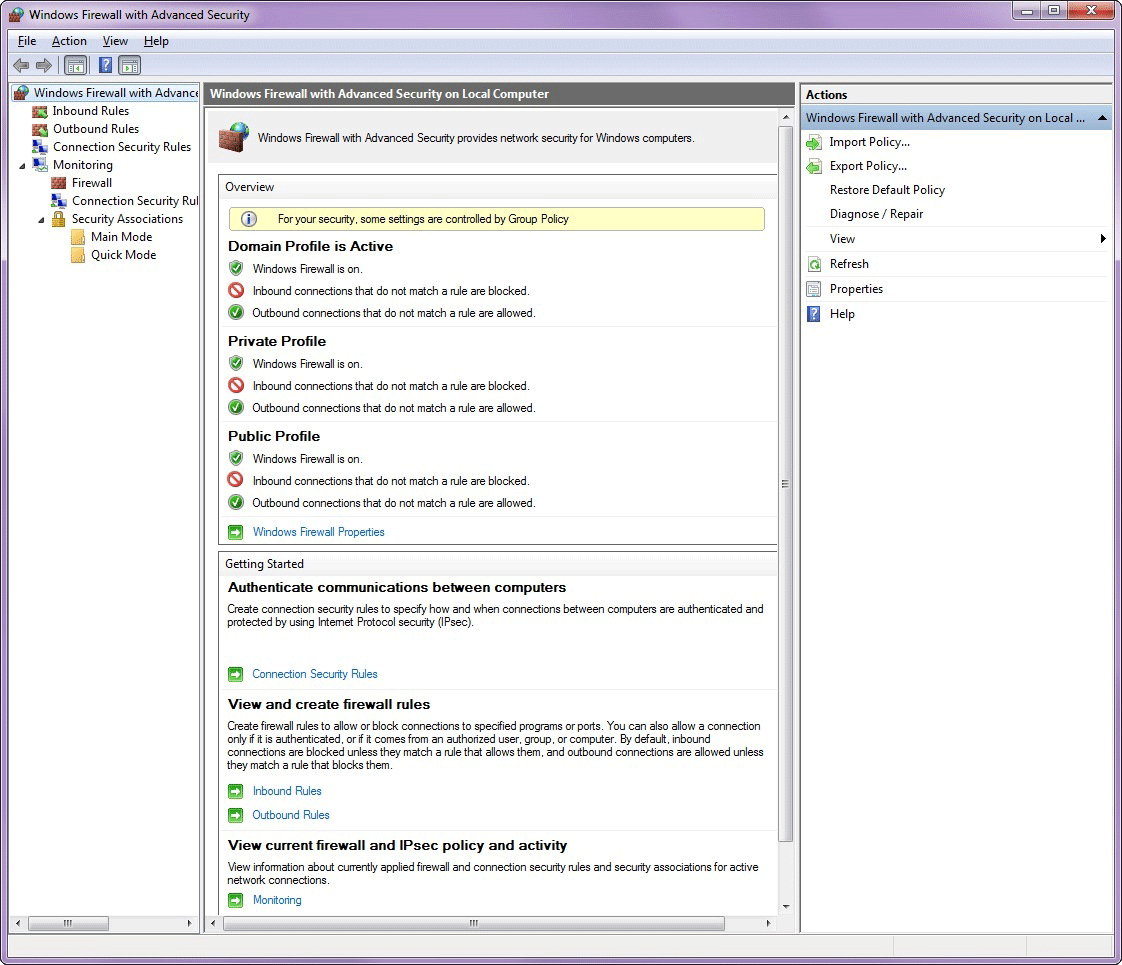 Windows Firewall with Advanced Security
File Action View Help
Windows Firewall with Advance
Inbound Rules
Outbound Rules
Connection Security Rules
Monitoring
Firewall
Connection Security Rul
Security Associations
Main Mode
Quick Mode
Windows Firewall with Advanced Security on Local Computer
Windows Firewall with Advanced Security provides network security for Windows computers.
Overview
For your security, some settings are controlled by Group Policy
Domain Profile is Active
Windows Firewall is on.
Inbound connections that do not match a rule are blocked.
Outbound connections that do not match a rule are allowed.
Private Profile
Windows Firewall is on.
Inbound connections that do not match a rule are blocked.
Outbound connections that do not match a rule are allowed.
Public Profile
Windows Firewall is on.
Inbound connections that do not match a rule are blocked.
Outbound connections that do not match a rule are allowed.
Windows Firewall Properties
Getting Started
Authenticate communications between computers
Create connection security rules to specify how and when connections between computers are authenticated and
protected by using Internet Protocol security (IPsec).
Connection Security Rules
View and create firewall rules
Create firewall rules to allow or block connections to specified programs or ports. You can also allow a connection
only if it is authenticated, or if it comes from an authorized user, group, or computer. By default, inbound
connections are blocked unless they match a rule that allows them, and outbound connections are allowed unless
they match a rule that blocks them.
Inbound Rules
Outbound Rules
View current firewall and IPsec policy and activity
View information about currently applied firewall and connection security rules and security associations for active
network connections.
Monitoring
Actions
Windows Firewall with Advanced Security on Local ...
Import Policy...
Export Policy...
Restore Default Policy
Diagnose / Repair
View
Refresh
Properties
Help